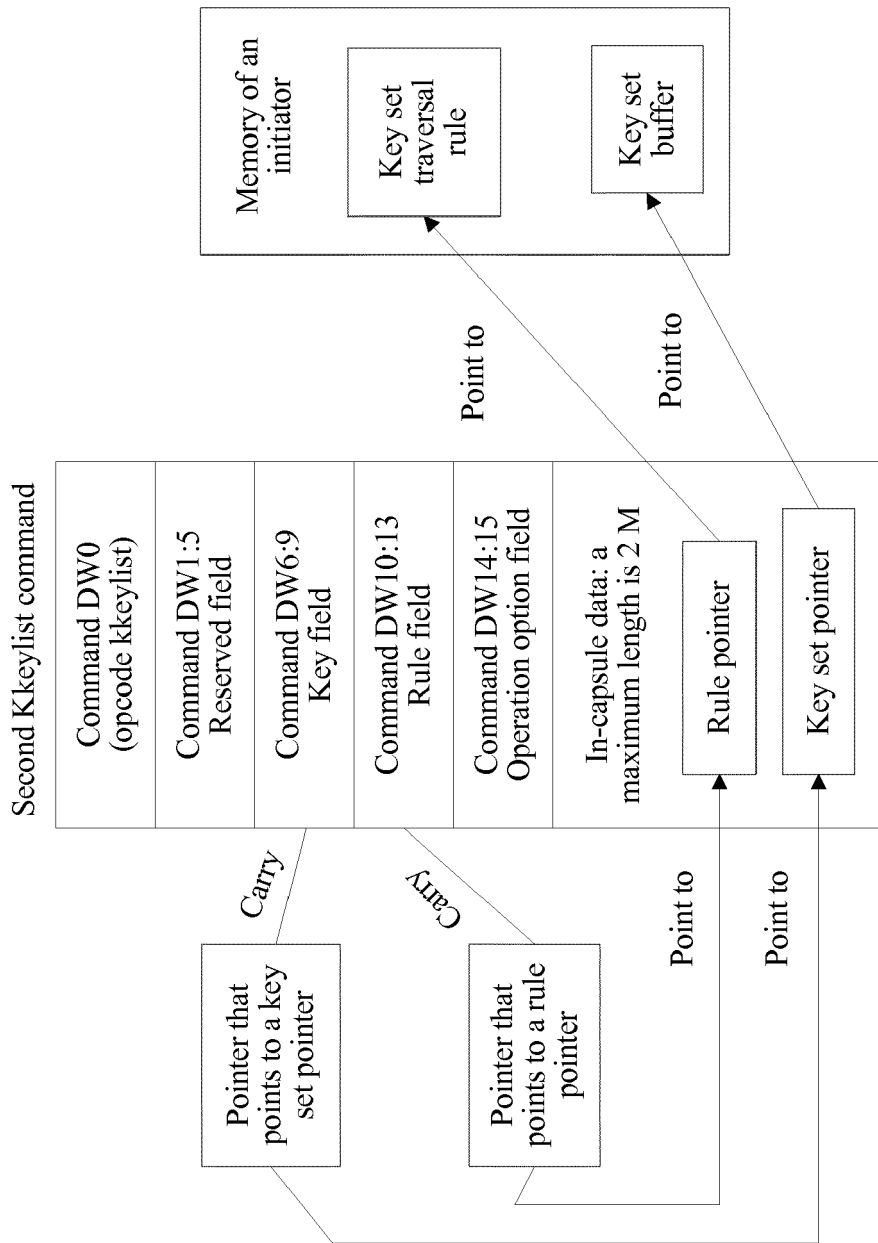 Second Kkeylist command
Command DW0
(opcode kkeylist)
Command DW1:5
Reserved field
Command DW6:9
Key field
Command DW10:13
Rule field
Command DW14:15
Operation option field
In-capsule data: a
maximum length is 2 M
Rule pointer
Key set pointer
Carry
Carry
Pointer that
points to a key
set pointer
Pointer that
points to a rule
pointer
Point to
Point to
Point to
Point to
Memory of an
initiator
Key set
traversal
rule
Key set
buffer